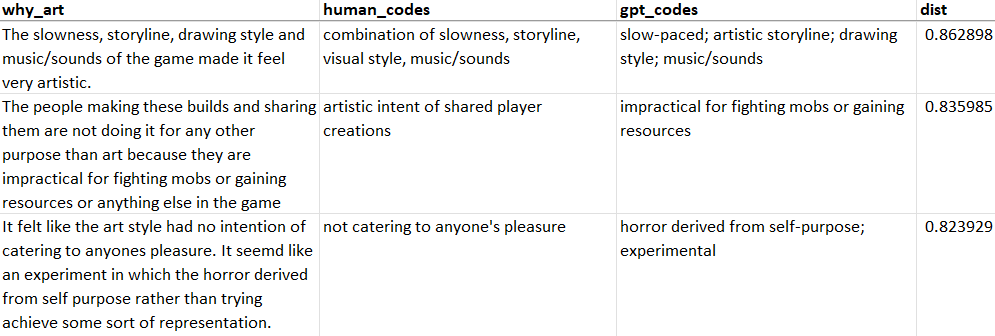 why_art human_codes gpt_codes dist
The slowness, storyline, drawing style and combination of slowness, storyline, slow-paced; artistic storyline; drawing 0.862898
music/sounds of the game made it feel visual style, music/sounds style; music/sounds
very artistic.
The people making these builds and sharing artistic intent of shared player impractical for fighting mobs or gaining 0.835985
them are not doing it for any other creations resources
purpose than art because they are
impractical for fighting mobs or gaining
resources or anything else in the game
It felt like the art style had no intention of not catering to anyone's pleasure horror derived from self-purpose; 0.823929
catering to anyones pleasure. It seemd like experimental
an experiment in which the horror derived
from self purpose rather than trying
achieve some sort of representation.